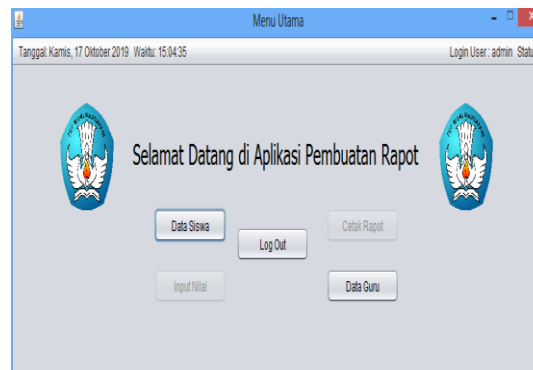 Menu Utama
Tanggal: Kamis, 17 Oktober 2019 Waktu: 15:04:35 Login User : admin Statu
Selamat Datang di Aplikasi Pembuatan Rapot
Data Siswa Cetak Rapot
Log Out
Input Nilai Data Guru